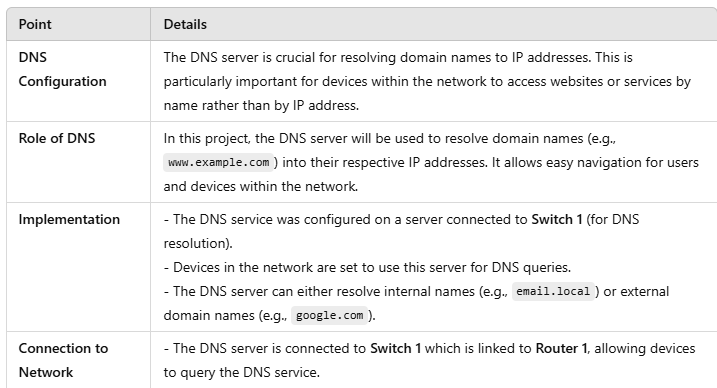 Point Details
DNS Configuration The DNS server is crucial for resolving domain names to IP addresses. This is
particularly important for devices within the network to access websites or services by
name rather than by IP address.
Role of DNS In this project, the DNS server will be used to resolve domain names (e.g.,
www.example.com) into their respective IP addresses. It allows easy navigation for users
and devices within the network.
Implementation - The DNS service was configured on a server connected to Switch 1 (for DNS
resolution).
- Devices in the network are set to use this server for DNS queries.
- The DNS server can either resolve internal names (e.g., email.local) or external
domain names (e.g., google.com).
Connection to Network - The DNS server is connected to Switch 1 which is linked to Router 1, allowing devices
to query the DNS service.